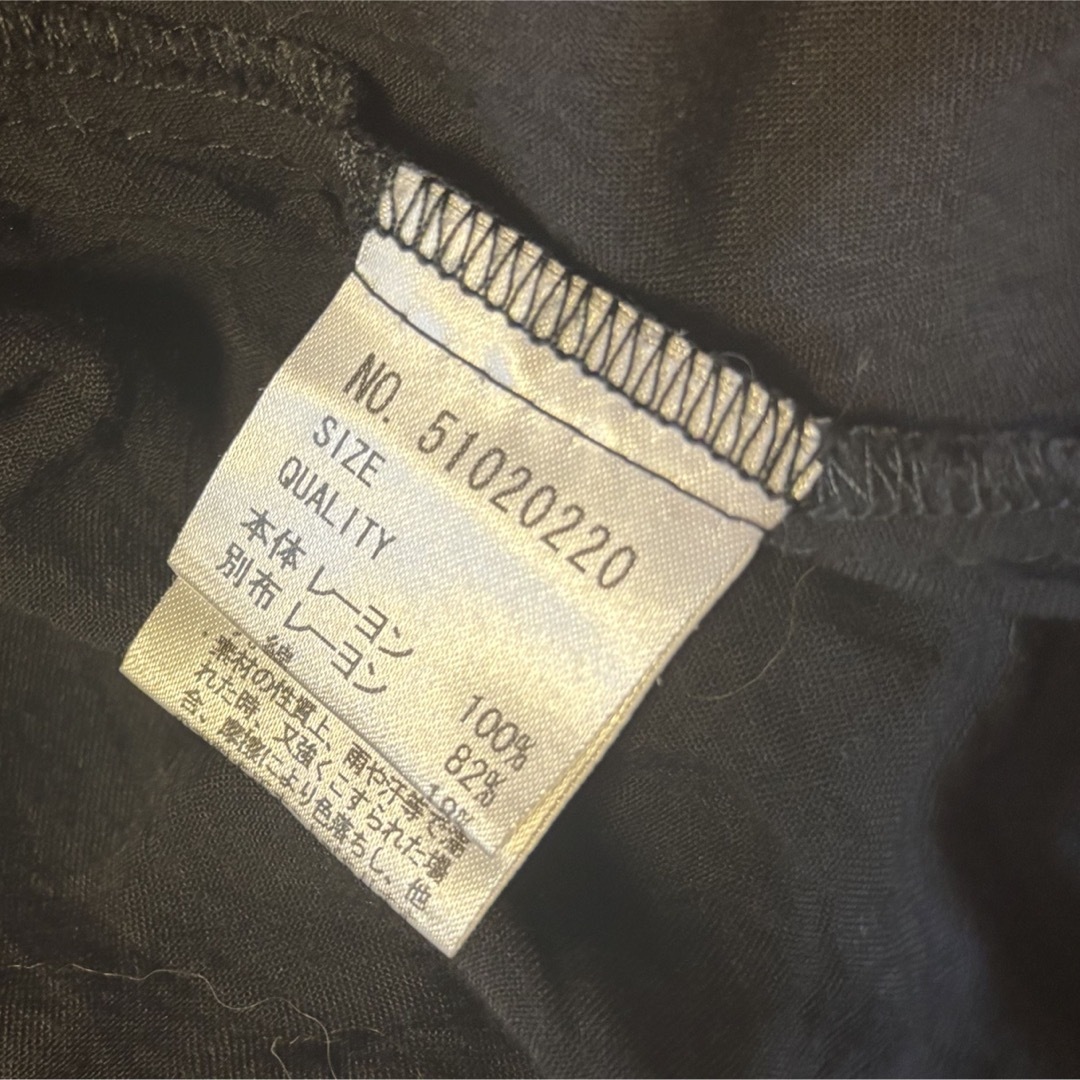 NO. 51020220
SIZE
QUALITY
本体 レーヨン 100%
別布 レーヨン 82%
綿 18%
素材の性質上、雨や汗等で濡
れた時、又強くこすられた場
合、摩擦により色落ちし、他